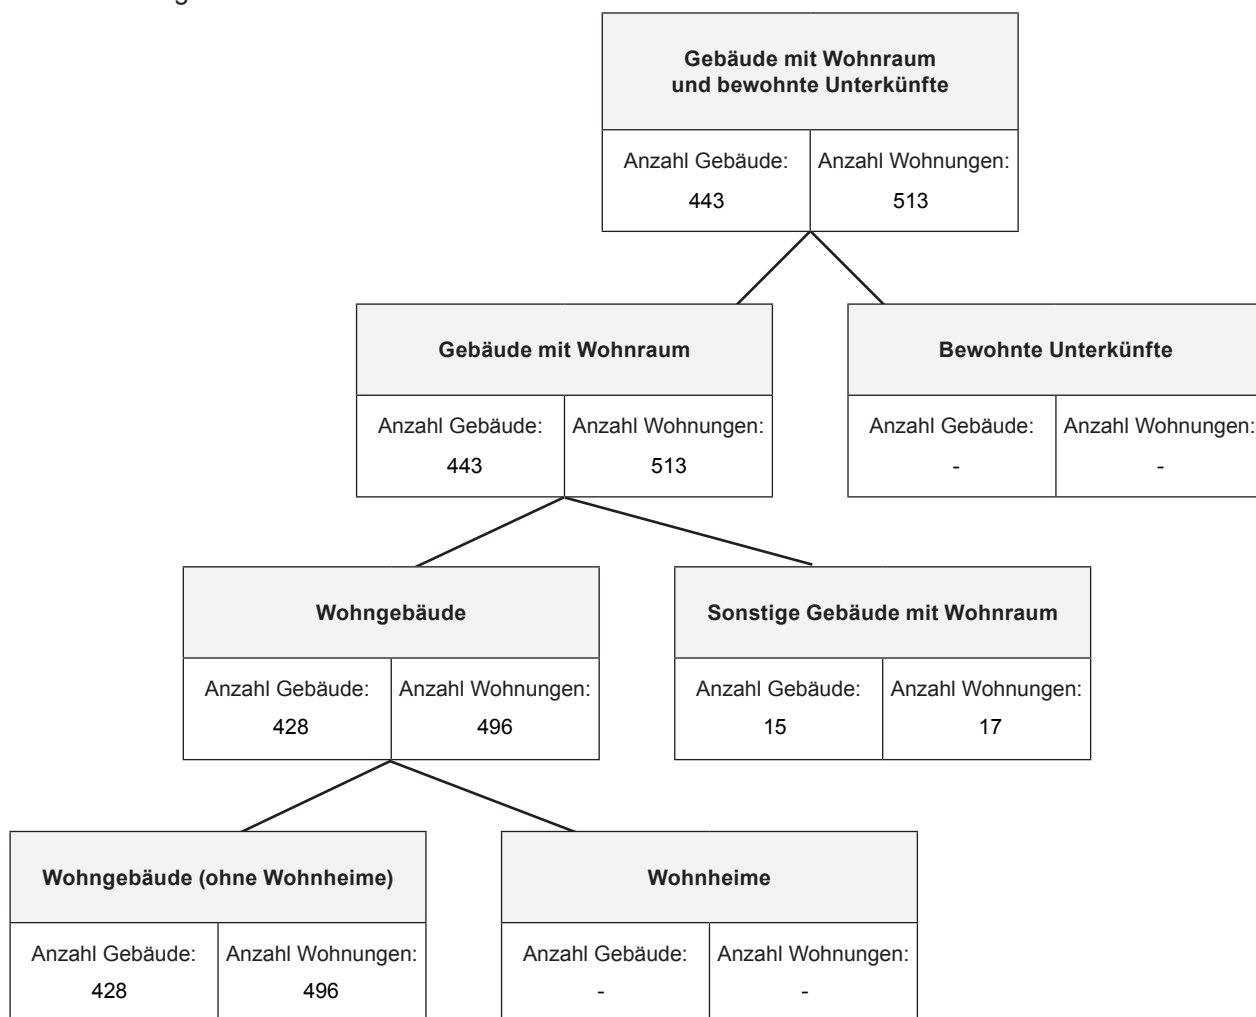 Gebäude mit Wohnraum
und bewohnte Unterkünfte
Anzahl Gebäude: Anzahl Wohnungen:
443 513
Gebäude mit Wohnraum Bewohnte Unterkünfte
Anzahl Gebäude: Anzahl Wohnungen: Anzahl Gebäude: Anzahl Wohnungen:
443 513 - -
Wohngebäude Sonstige Gebäude mit Wohnraum
Anzahl Gebäude: Anzahl Wohnungen: Anzahl Gebäude: Anzahl Wohnungen:
428 496 15 17
Wohngebäude (ohne Wohnheime) Wohnheime
Anzahl Gebäude: Anzahl Wohnungen: Anzahl Gebäude: Anzahl Wohnungen:
428 496 - -